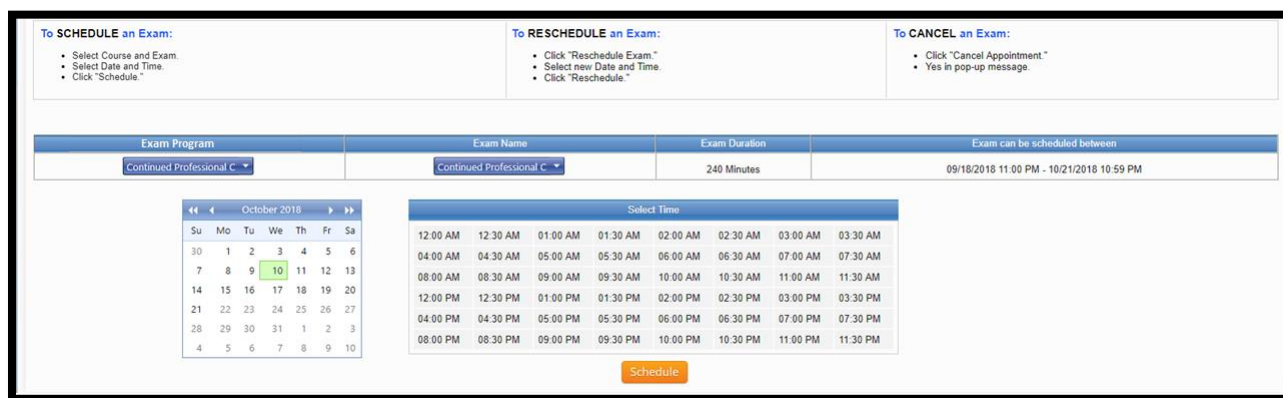 To SCHEDULE an Exam:
• Select Course and Exam.
• Select Date and Time.
• Click "Schedule."
To RESCHEDULE an Exam:
• Click "Reschedule Exam."
• Select new Date and Time.
• Click "Reschedule."
To CANCEL an Exam:
• Click "Cancel Appointment."
• Yes in pop-up message.
Exam Program Exam Name Exam Duration Exam can be scheduled between
Continued Professional C Continued Professional C 240 Minutes 09/18/2018 11:00 PM - 10/21/2018 10:59 PM
October 2018
Su Mo Tu We Th Fr Sa
30 1 2 3 4 5 6
7 8 9 10 11 12 13
14 15 16 17 18 19 20
21 22 23 24 25 26 27
28 29 30 31 1 2 3
4 5 6 7 8 9 10
Select Time
12:00 AM 12:30 AM 01:00 AM 01:30 AM 02:00 AM 02:30 AM 03:00 AM 03:30 AM
04:00 AM 04:30 AM 05:00 AM 05:30 AM 06:00 AM 06:30 AM 07:00 AM 07:30 AM
08:00 AM 08:30 AM 09:00 AM 09:30 AM 10:00 AM 10:30 AM 11:00 AM 11:30 AM
12:00 PM 12:30 PM 01:00 PM 01:30 PM 02:00 PM 02:30 PM 03:00 PM 03:30 PM
04:00 PM 04:30 PM 05:00 PM 05:30 PM 06:00 PM 06:30 PM 07:00 PM 07:30 PM
08:00 PM 08:30 PM 09:00 PM 09:30 PM 10:00 PM 10:30 PM 11:00 PM 11:30 PM
Schedule